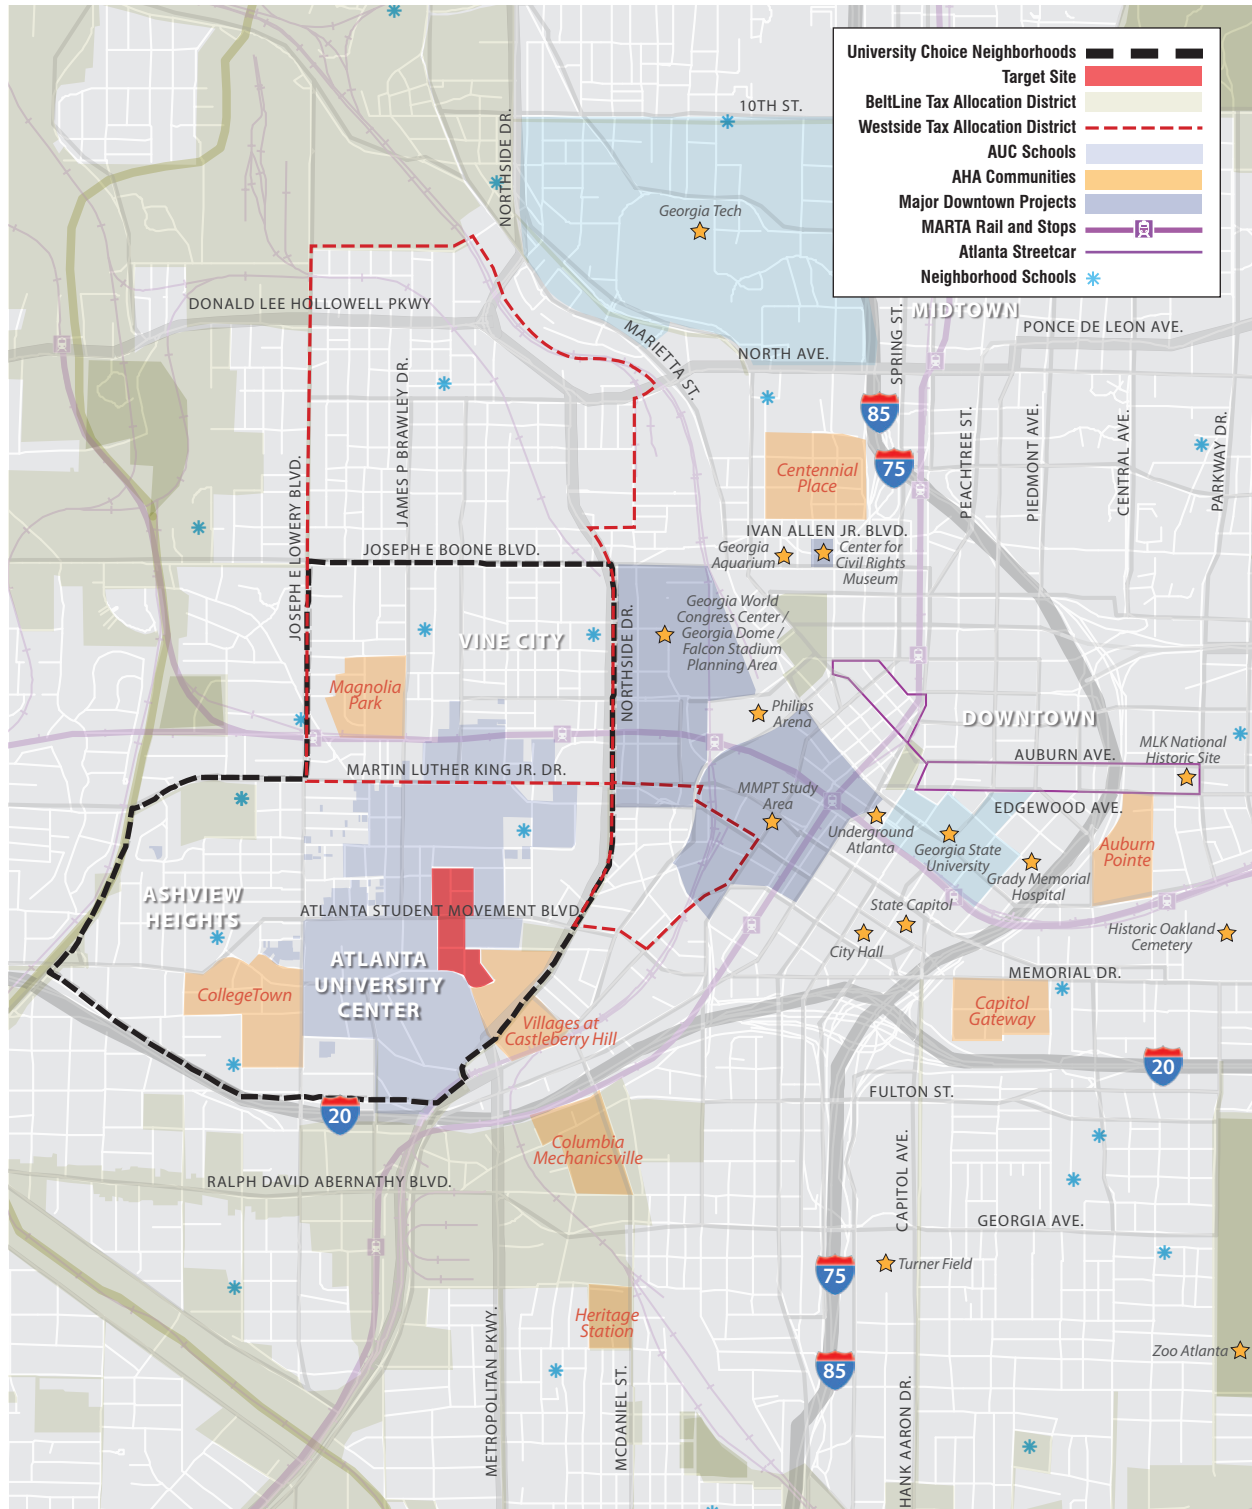 University Choice Neighborhoods
Target Site
BeltLine Tax Allocation District
Westside Tax Allocation District
AUC Schools
AHA Communities
Major Downtown Projects
MARTA Rail and Stops
Atlanta Streetcar
Neighborhood Schools
10TH ST.
NORTHSIDE DR.
Georgia Tech
MIDTOWN
DONALD LEE HOLLOWELL PKWY
MARIETTA ST.
SPRING ST.
PONCE DE LEON AVE.
NORTH AVE.
JAMES P BRAWLEY DR.
85
75
PEACHTREE ST.
PIEDMONT AVE.
CENTRAL AVE.
PARKWAY DR.
Centennial
Place
JOSEPH E LOWERY BLVD.
IVAN ALLEN JR. BLVD.
JOSEPH E BOONE BLVD.
Georgia
Aquarium
Center for
Civil Rights
Museum
VINE CITY
NORTHSIDE DR.
Georgia World
Congress Center /
Georgia Dome /
Falcon Stadium
Planning Area
Magnolia
Park
Philips
Arena
DOWNTOWN
AUBURN AVE.
MLK National
Historic Site
MARTIN LUTHER KING JR. DR.
MMPT Study
Area
EDGEWOOD AVE.
Underground
Atlanta
Georgia State
University
Auburn
Pointe
Grady Memorial
Hospital
ASHVIEW
HEIGHTS
ATLANTA STUDENT MOVEMENT BLVD
State Capitol
City Hall
Historic Oakland
Cemetery
ATLANTA
UNIVERSITY
CENTER
MEMORIAL DR.
CollegeTown
Capitol
Gateway
Villages at
Castleberry Hill
20
20
FULTON ST.
Columbia
Mechanicsville
CAPITOL AVE.
RALPH DAVID ABERNATHY BLVD.
GEORGIA AVE.
75
Turner Field
Heritage
Station
METROPOLITAN PKWY.
MCDANIEL ST.
85
Zoo Atlanta
HANK AARON DR.